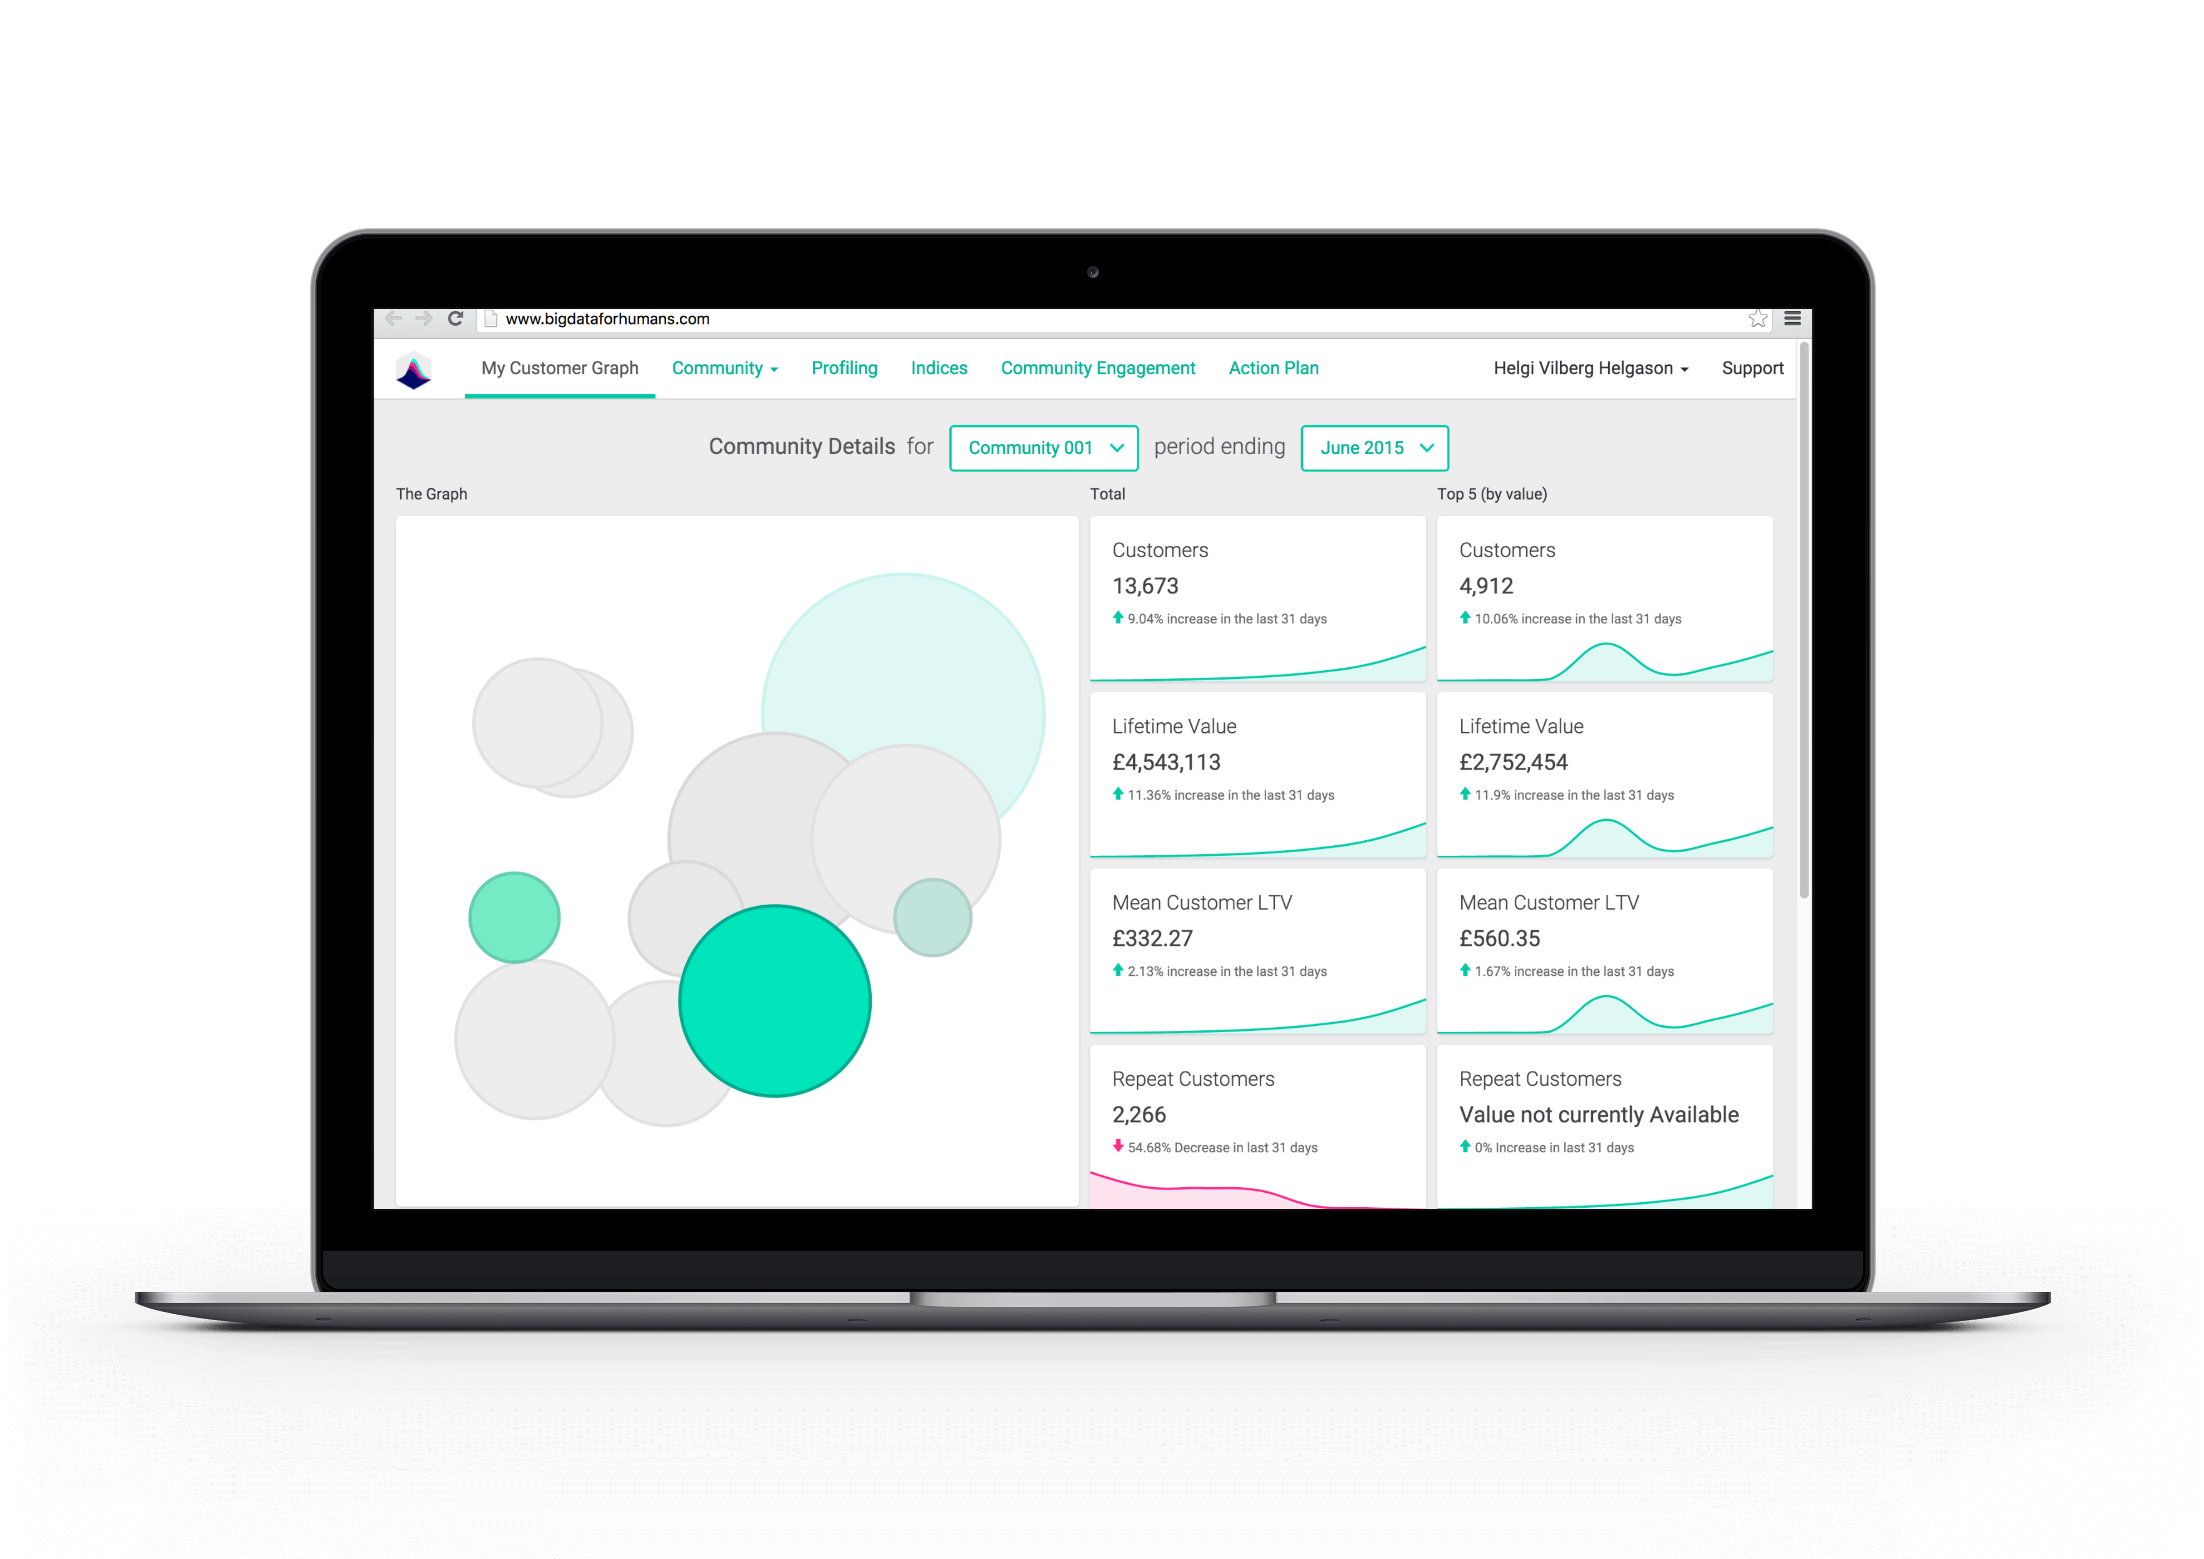 www.bigdataforhumans.com
My Customer Graph Community Profiling Indices Community Engagement Action Plan Helgi Vilberg Helgason Support
Community Details for Community 001 period ending June 2015
The Graph
Total
Top 5 (by value)
Customers
13,673
9.04% increase in the last 31 days
Customers
4,912
10.06% increase in the last 31 days
Lifetime Value
£4,543,113
11.36% increase in the last 31 days
Lifetime Value
£2,752,454
11.9% increase in the last 31 days
Mean Customer LTV
£332.27
2.13% increase in the last 31 days
Mean Customer LTV
£560.35
1.67% increase in the last 31 days
Repeat Customers
2,266
54.68% Decrease in last 31 days
Repeat Customers
Value not currently Available
0% Increase in last 31 days